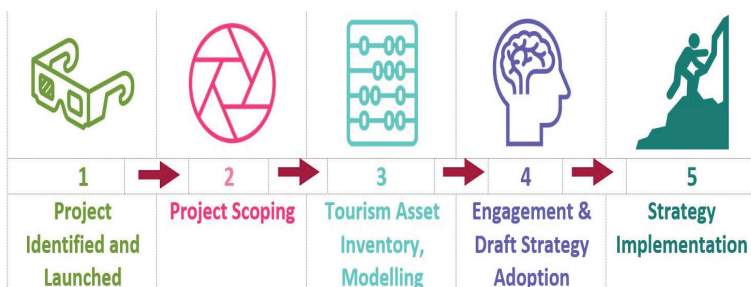 1
2
3
4
5
Project
Identified and
Launched
Project Scoping
Tourism Asset
Inventory,
Modelling
Engagement &
Draft Strategy
Adoption
Strategy
Implementation